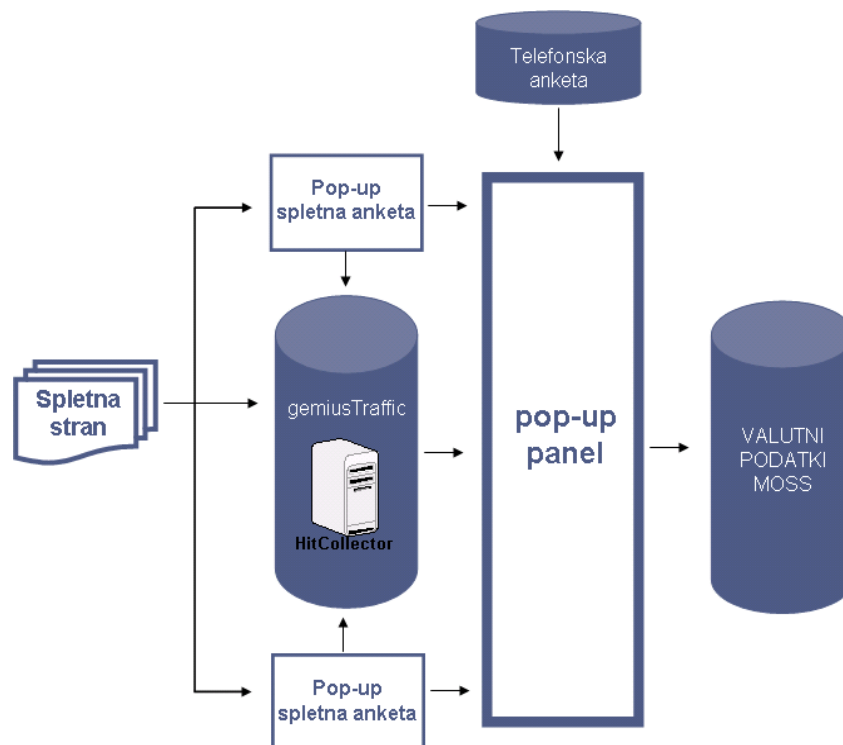 Telefonska
anketa
Pop-up
spletna anketa
Spletna
stran
gemiusTraffic
HitCollector
pop-up
panel
VALUTNI
PODATKI
MOSS
Pop-up
spletna anketa